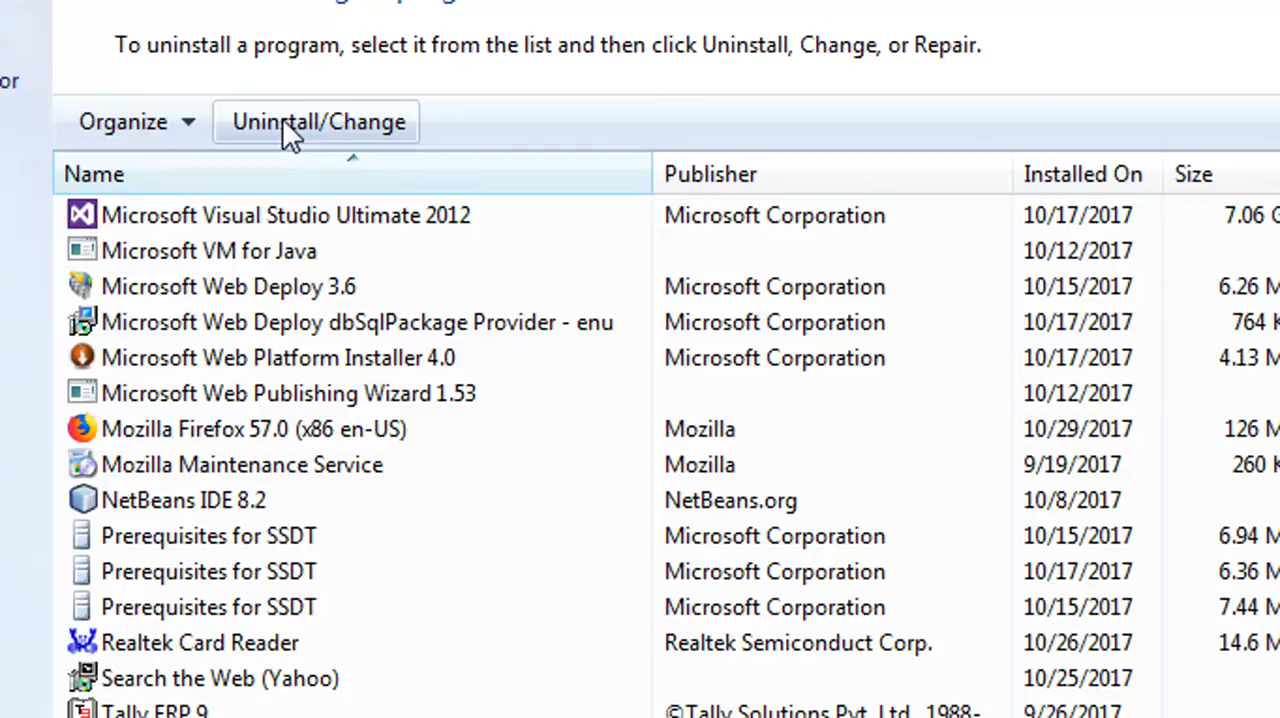 To uninstall a program, select it from the list and then click Uninstall, Change, or Repair.
or
Organize Uninstall/Change
Name Publisher Installed On Size
Microsoft Visual Studio Ultimate 2012 Microsoft Corporation 10/17/2017 7.06 G
Microsoft VM for Java 10/12/2017
Microsoft Web Deploy 3.6 Microsoft Corporation 10/15/2017 6.26 M
Microsoft Web Deploy dbSqlPackage Provider - enu Microsoft Corporation 10/17/2017 764 K
Microsoft Web Platform Installer 4.0 Microsoft Corporation 10/17/2017 4.13 M
Microsoft Web Publishing Wizard 1.53 10/12/2017
Mozilla Firefox 57.0 (x86 en-US) Mozilla 10/29/2017 126 M
Mozilla Maintenance Service Mozilla 9/19/2017 260 K
NetBeans IDE 8.2 NetBeans.org 10/8/2017
Prerequisites for SSDT Microsoft Corporation 10/15/2017 6.94 M
Prerequisites for SSDT Microsoft Corporation 10/17/2017 6.36 M
Prerequisites for SSDT Microsoft Corporation 10/15/2017 7.44 M
Realtek Card Reader Realtek Semiconduct Corp. 10/26/2017 14.6 M
Search the Web (Yahoo) 10/25/2017
Tally ERP 9 ©Tally Solutions Pvt. Ltd., 1988- 9/26/2017